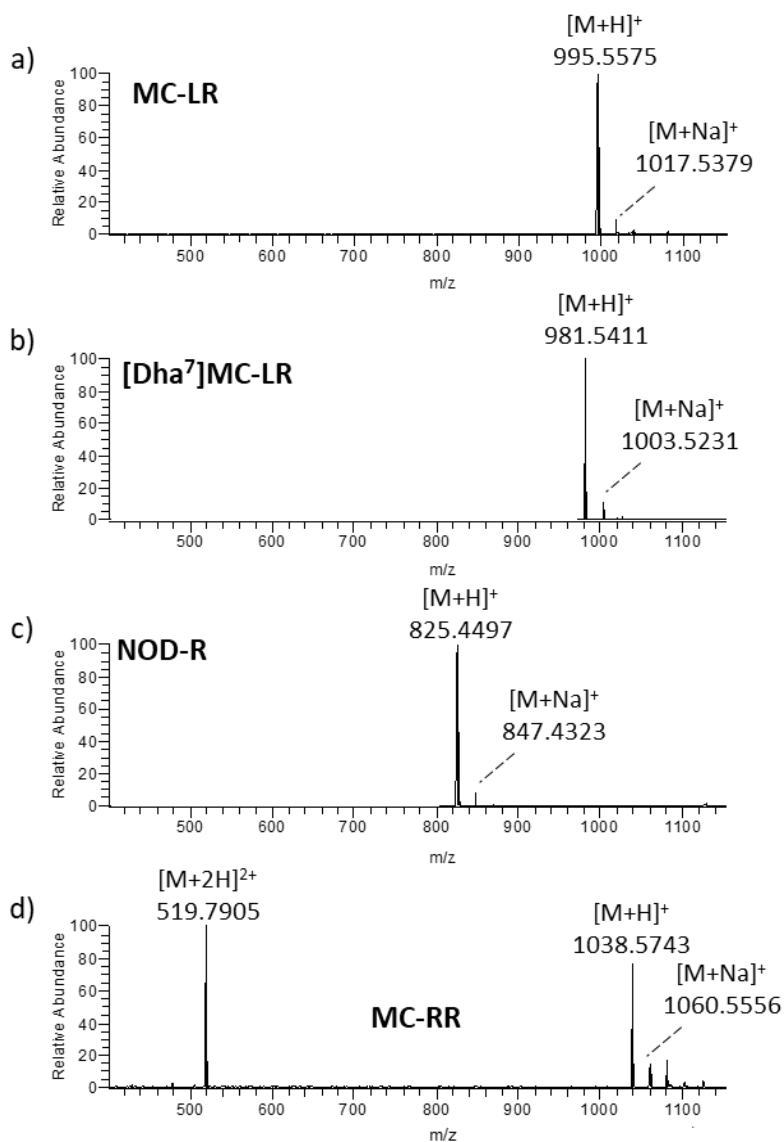 a)
MC-LR
[M+H]⁺
995.5575
[M+Na]⁺
1017.5379
Relative Abundance
100
80
60
40
20
0
500 600 700 800 900 1000 1100
m/z
b)
[Dha⁷]MC-LR
[M+H]⁺
981.5411
[M+Na]⁺
1003.5231
Relative Abundance
100
80
60
40
20
0
500 600 700 800 900 1000 1100
m/z
c)
NOD-R
[M+H]⁺
825.4497
[M+Na]⁺
847.4323
Relative Abundance
100
80
60
40
20
0
500 600 700 800 900 1000 1100
m/z
d)
[M+2H]²⁺
519.7905
MC-RR
[M+H]⁺
1038.5743
[M+Na]⁺
1060.5556
Relative Abundance
100
80
60
40
20
0
500 600 700 800 900 1000 1100
m/z